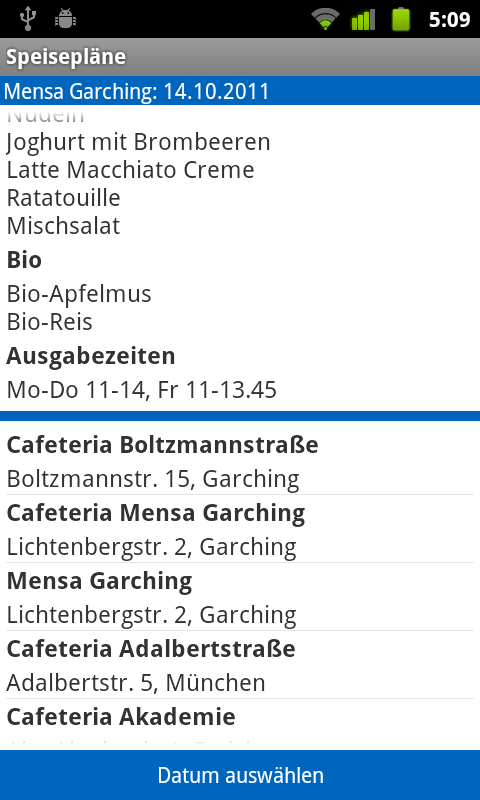 5:09
Speisepläne
Mensa Garching: 14.10.2011
Nudeln
Joghurt mit Brombeeren
Latte Macchiato Creme
Ratatouille
Mischsalat
Bio
Bio-Apfelmus
Bio-Reis
Ausgabezeiten
Mo-Do 11-14, Fr 11-13.45
Cafeteria Boltzmannstraße
Boltzmannstr. 15, Garching
Cafeteria Mensa Garching
Lichtenbergstr. 2, Garching
Mensa Garching
Lichtenbergstr. 2, Garching
Cafeteria Adalbertstraße
Adalbertstr. 5, München
Cafeteria Akademie
Datum auswählen